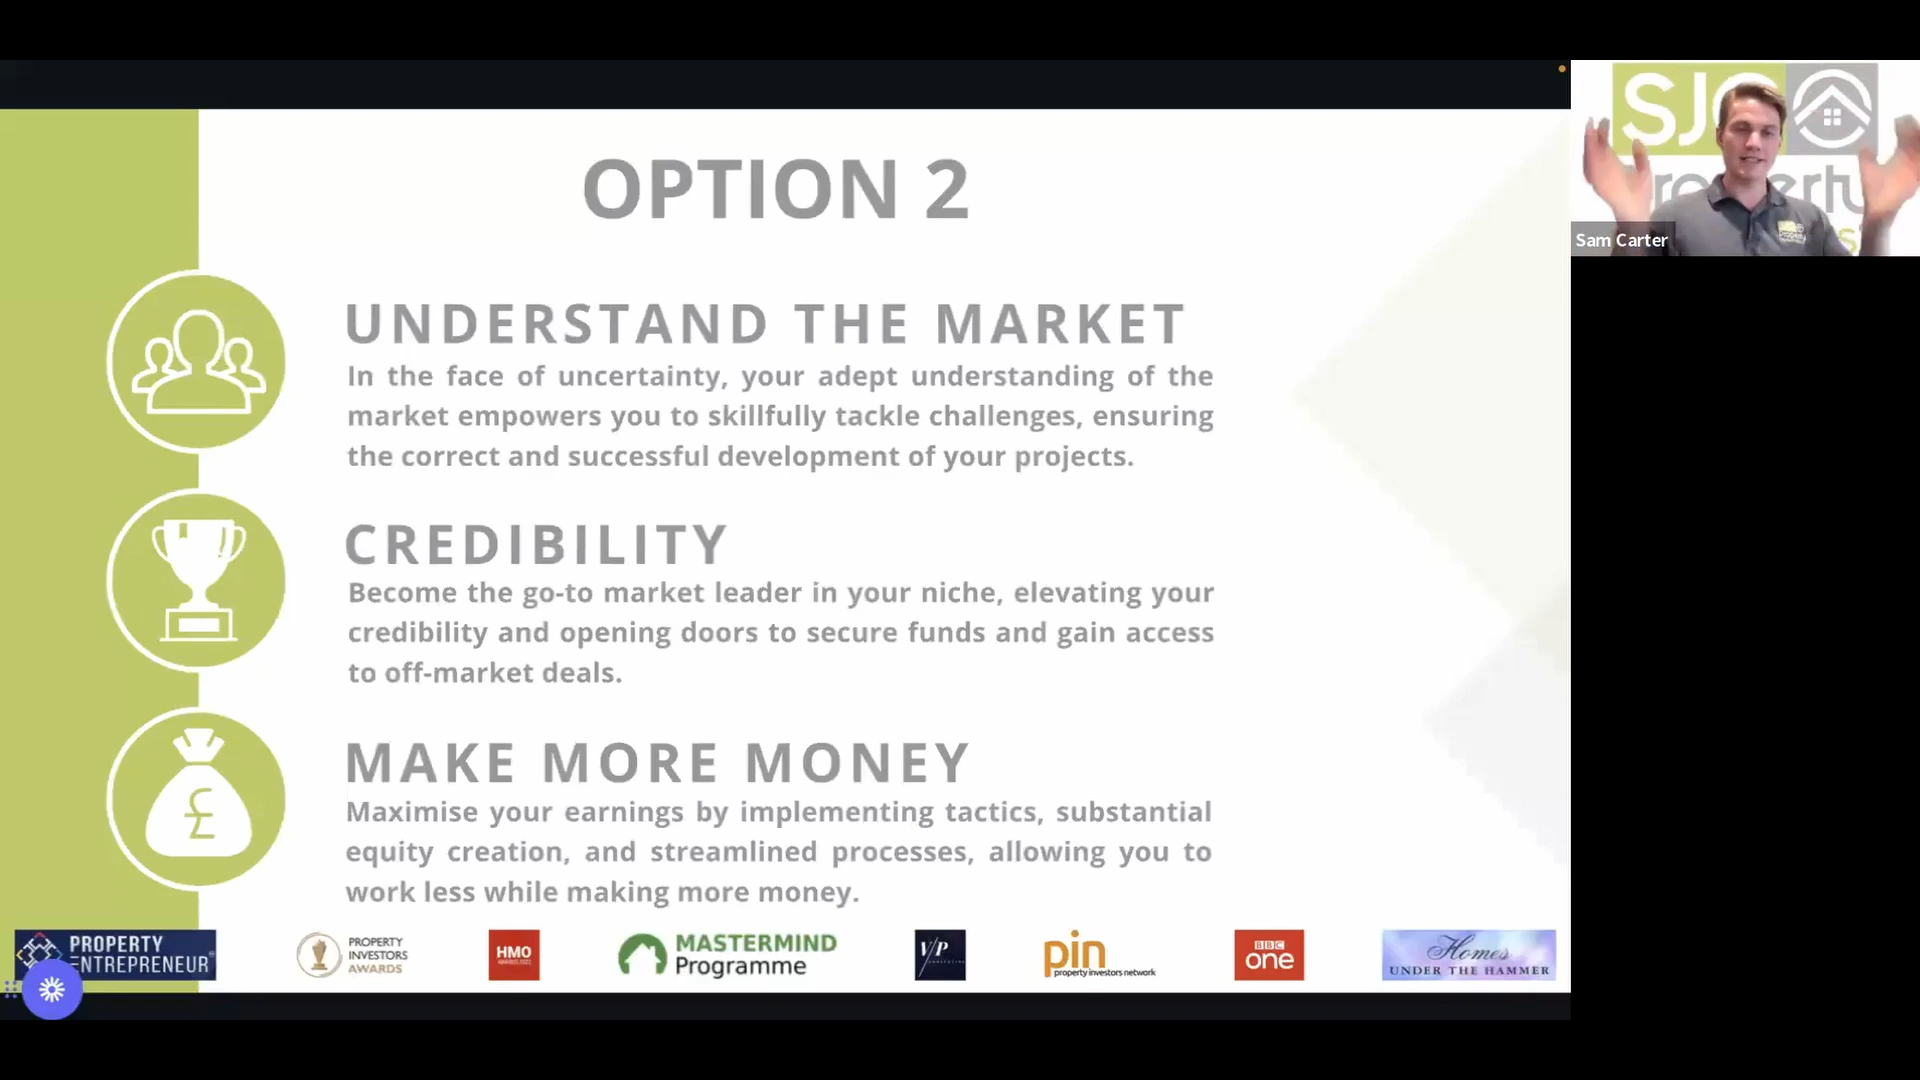 OPTION 2
UNDERSTAND THE MARKET
In the face of uncertainty, your adept understanding of the
market empowers you to skillfully tackle challenges, ensuring
the correct and successful development of your projects.
CREDIBILITY
Become the go-to market leader in your niche, elevating your
credibility and opening doors to secure funds and gain access
to off-market deals.
MAKE MORE MONEY
£
Maximise your earnings by implementing tactics, substantial
equity creation, and streamlined processes, allowing you to
work less while making more money.
PROPERTY
ENTREPRENEUR
PROPERTY
INVESTORS
AWARDS
HMO
MASTERMIND
Programme
V/P
pin
property investors network
BBC
one
Homes
UNDER THE HAMMER
SJ
Sam Carter